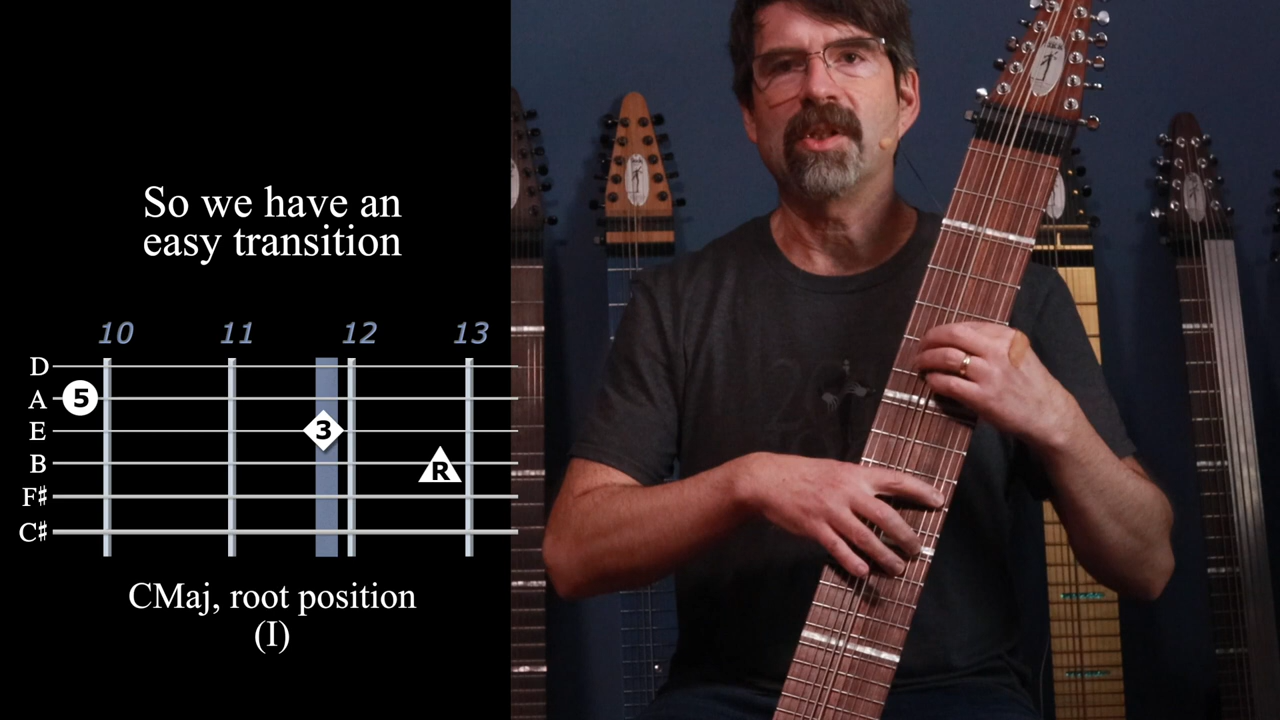 So we have an
easy transition
10 11 12 13
D
A 5
E 3
B R
F#
C#
CMaj, root position
(I)